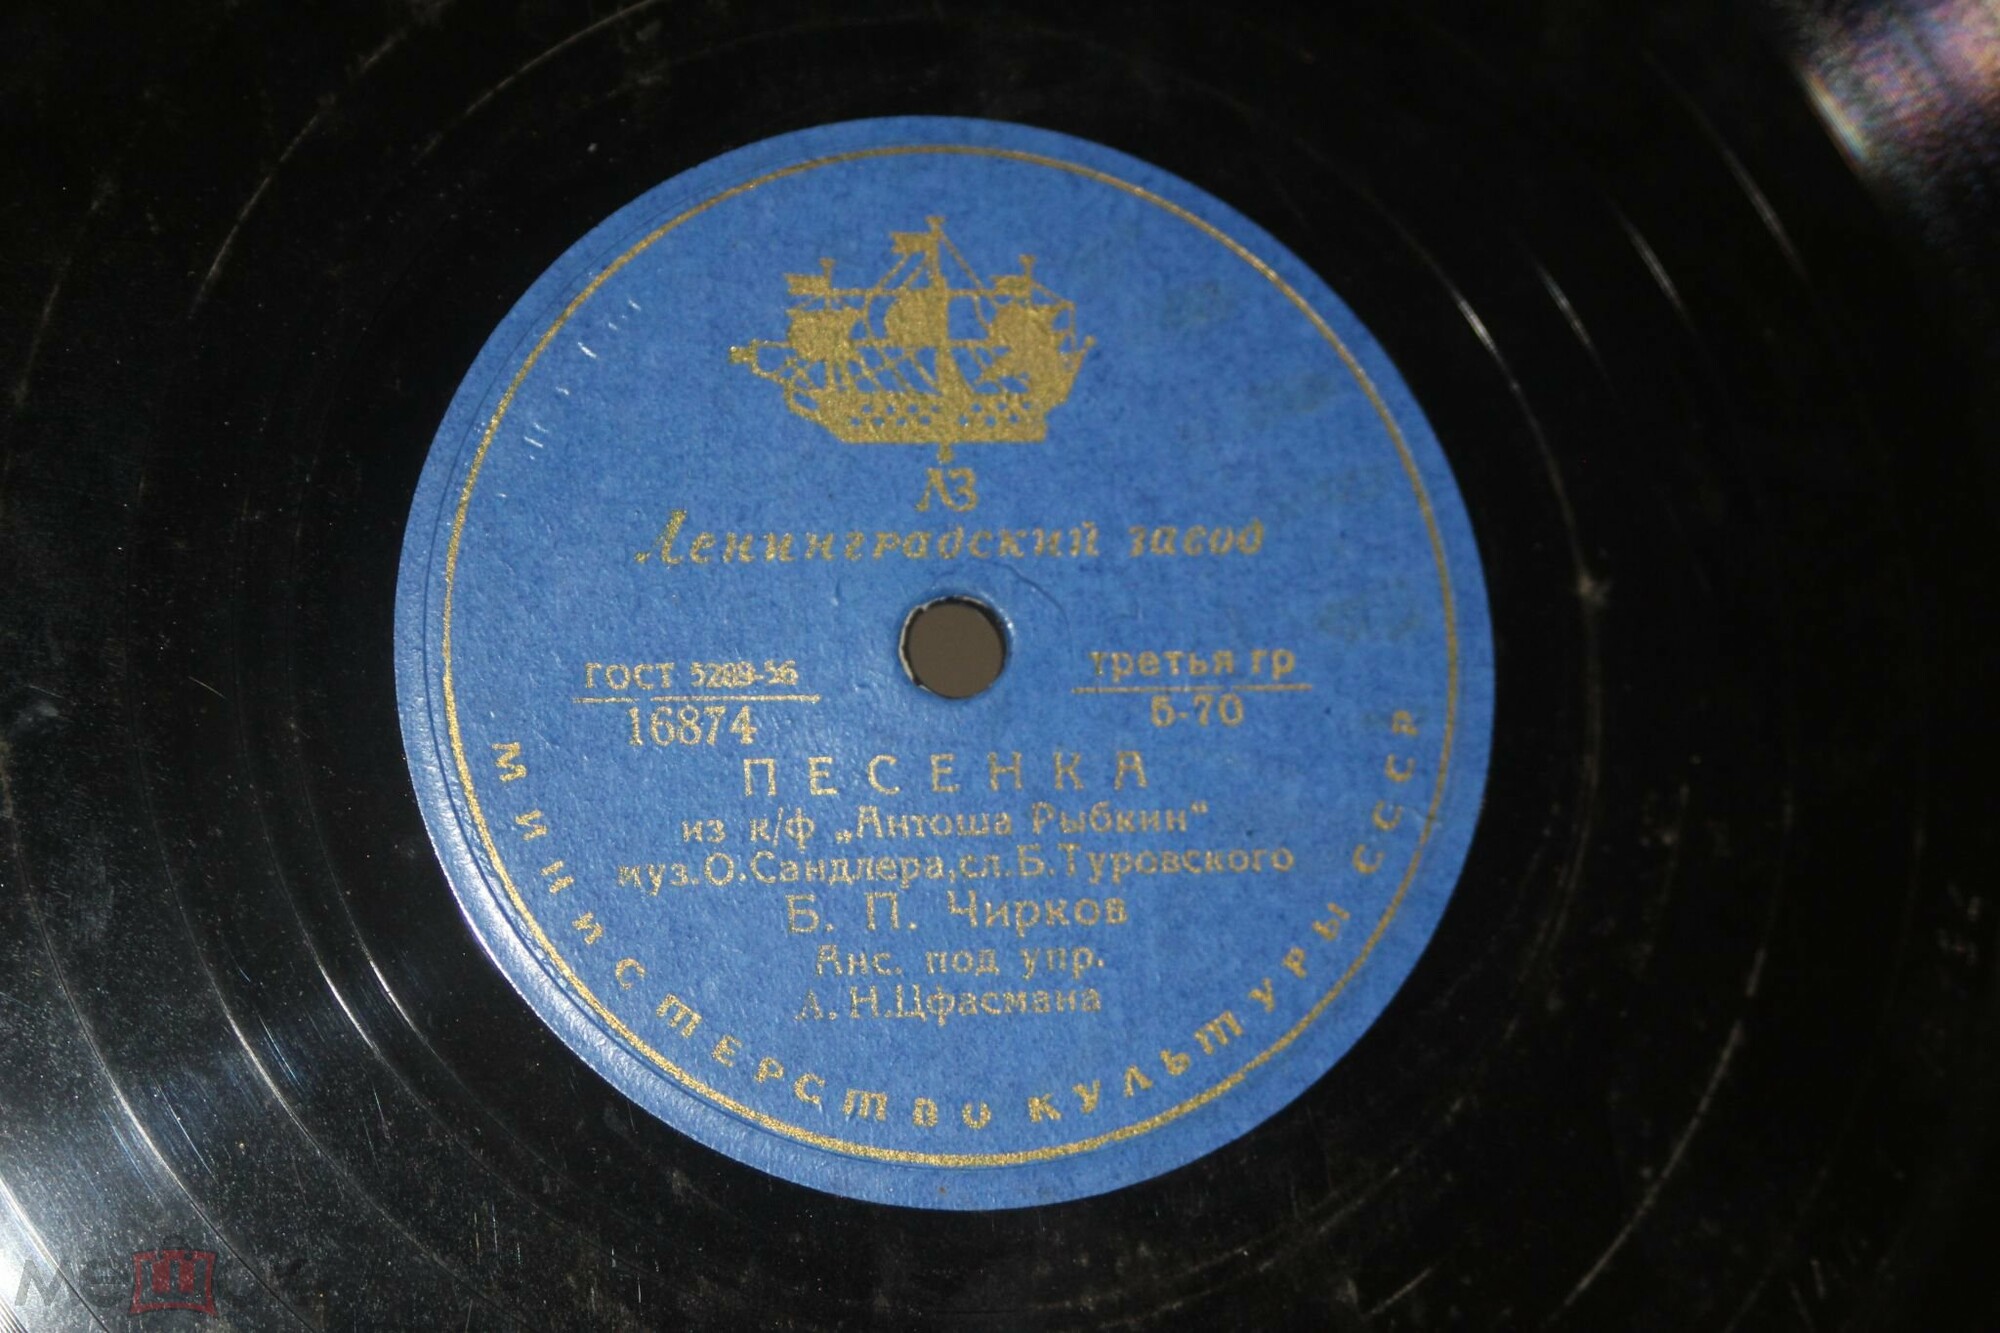 ЛЗ
Ленинградский завод
ГОСТ 5289-56
16874
третья гр
5-70
ПЕСЕНКА
из к/ф „Антоша Рыбкин“
муз.О.Сандлера,сл.Б.Туровского
Б. П. Чирков
Анс. под упр.
А.Н.Цфасмана
МИНИСТЕРСТВО КУЛЬТУРЫ СССР
мешок